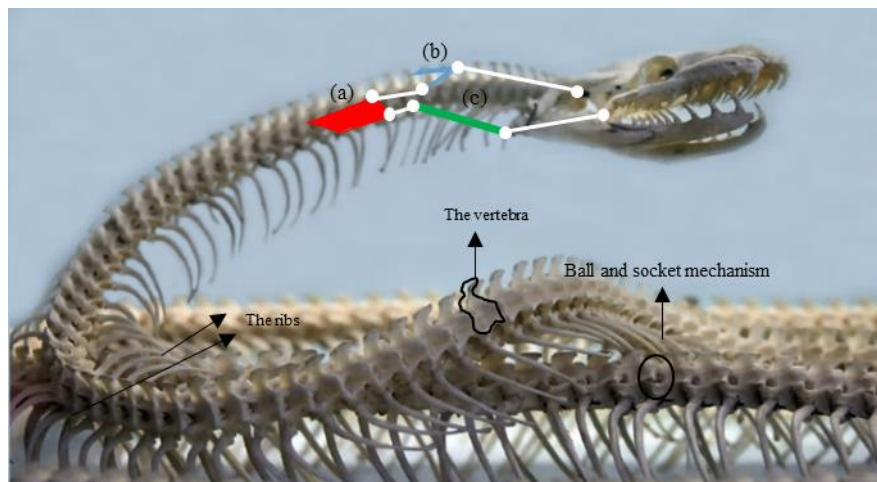 (b)
(a)
(c)
The vertebra
Ball and socket mechanism
The ribs